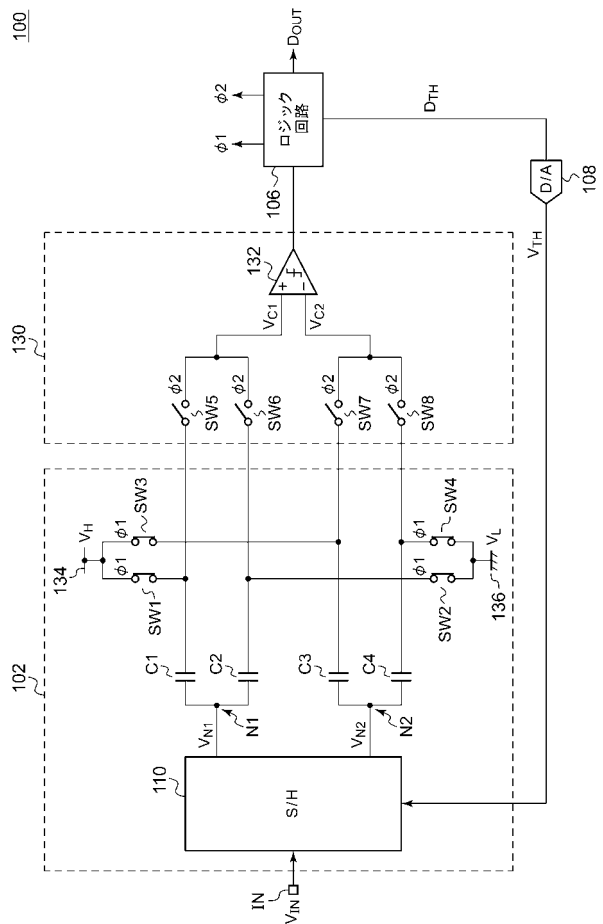 100
130
102
134
VH
φ1
φ1
SW3
SW1
C1
C2
C3
C4
VN1
N1
VN2
N2
110
S/H
IN
VIN
φ2
SW5
φ2
SW6
φ2
SW7
φ2
SW8
φ1
φ1
SW4
SW2
VL
136
VC1
VC2
132
+
−
106
ロジック
回路
φ1
φ2
DOUT
DTH
D/A
108
VTH